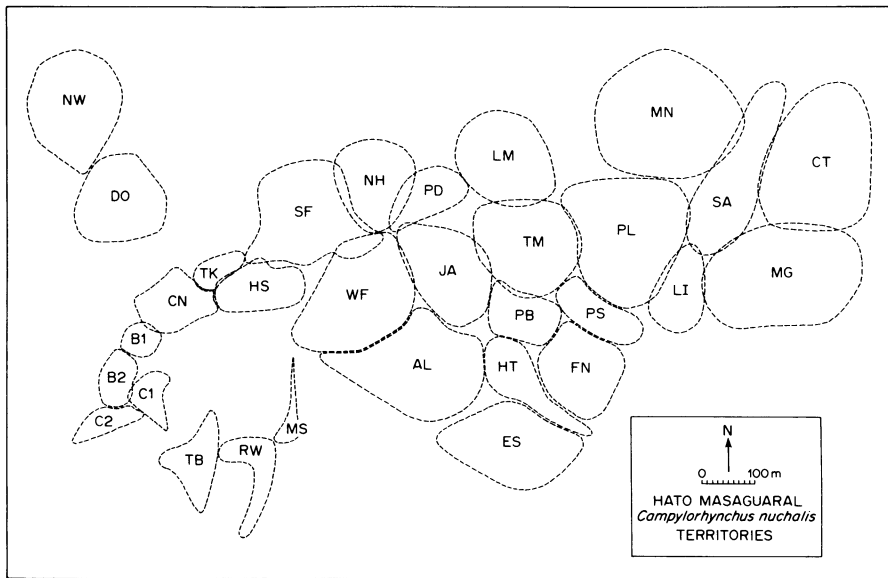 NW
MN
CT
LM
NH
PD
DO
SF
SA
TM
PL
TK
HS
WF
JA
LI
MG
CN
PB
PS
B1
B2
C1
AL
HT
FN
C2
MS
TB
RW
ES
N
0 100 m
HATO MASAGUARAL
Campylorhynchus nuchalis
TERRITORIES